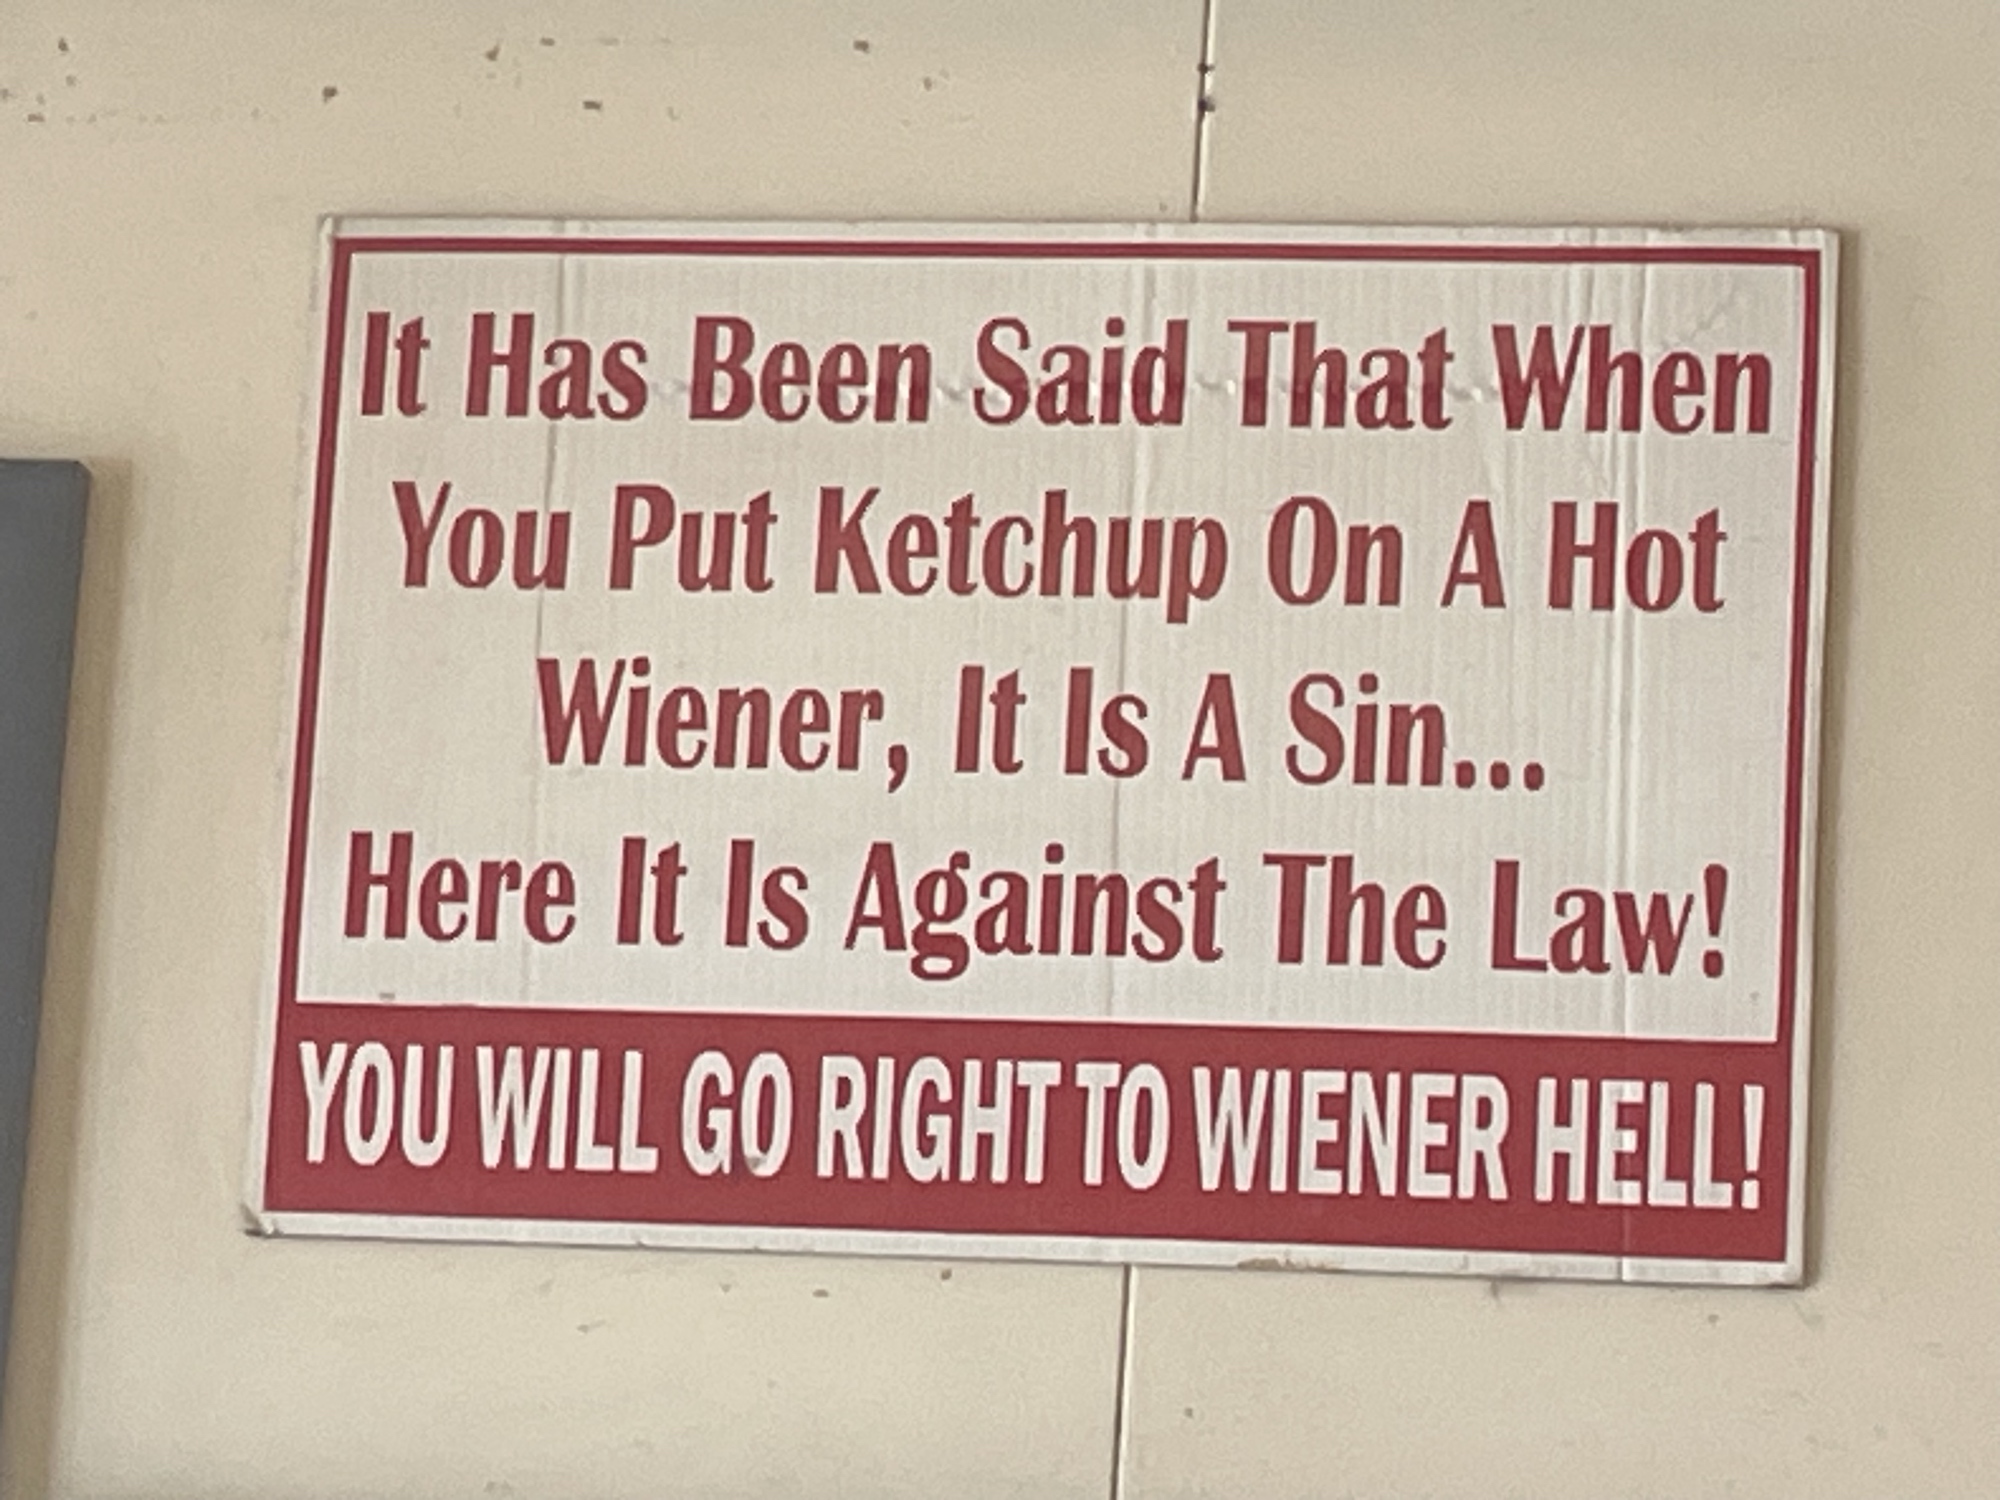 It Has Been Said That When
You Put Ketchup On A Hot
Wiener, It Is A Sin...
Here It Is Against The Law!
YOU WILL GO RIGHT TO WIENER HELL!